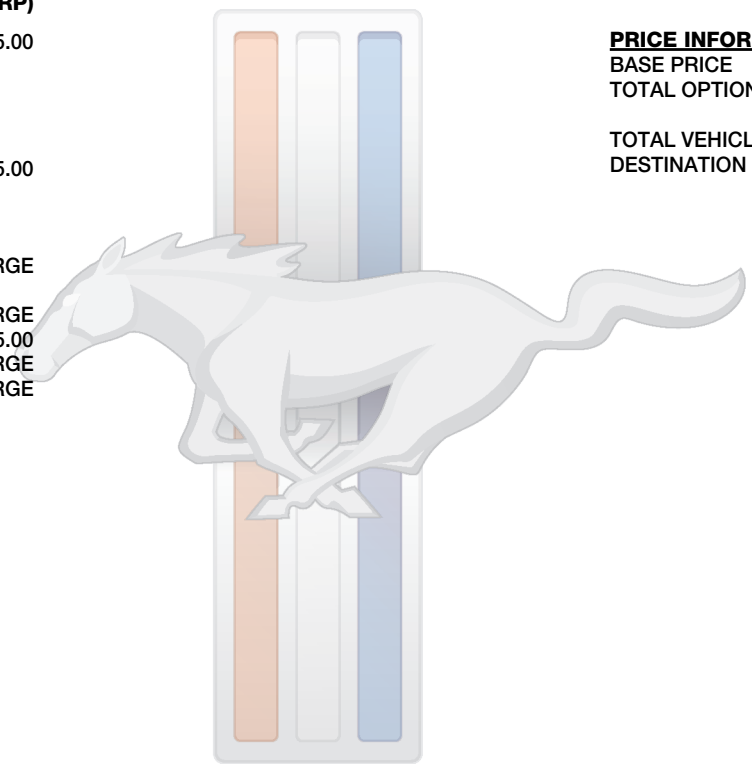 RP)
5.00
5.00
RGE
RGE
5.00
RGE
RGE
PRICE INFOR
BASE PRICE
TOTAL OPTION
TOTAL VEHICL
DESTINATION